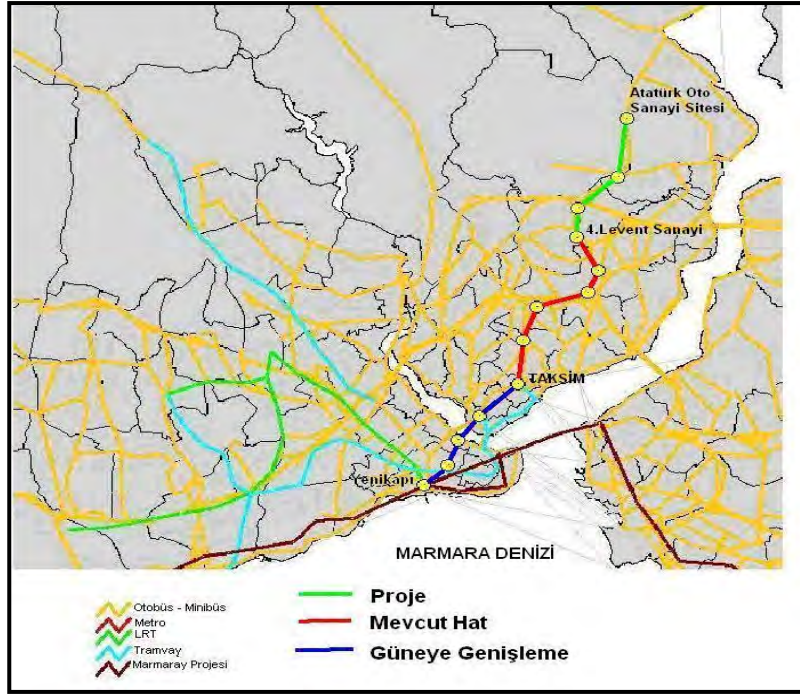 Atatürk Oto
Sanayi Sitesi
4.Levent Sanayi
TAKSİM
enikapı
MARMARA DENİZİ
Otobüs - Minibüs
Metro
LRT
Tramvay
Marmaray Projesi
Proje
Mevcut Hat
Güneye Genişleme